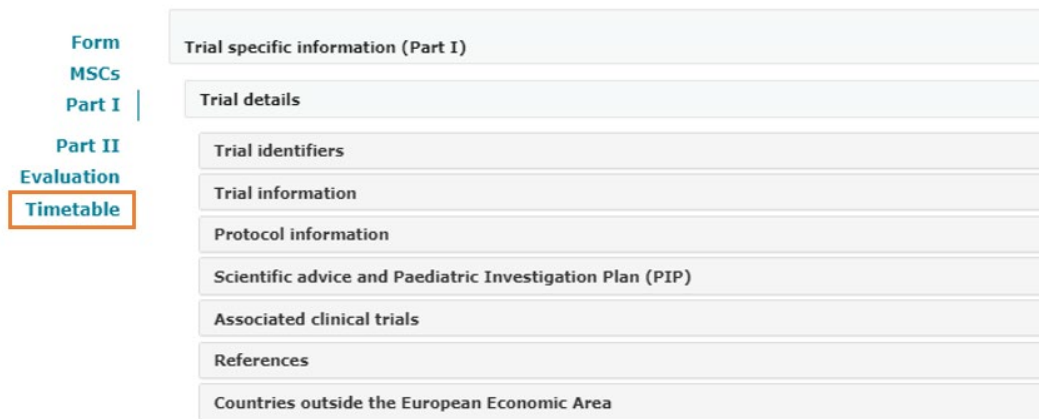 Form
MSCs
Part I
Part II
Evaluation
Timetable
Trial specific information (Part I)
Trial details
Trial identifiers
Trial information
Protocol information
Scientific advice and Paediatric Investigation Plan (PIP)
Associated clinical trials
References
Countries outside the European Economic Area